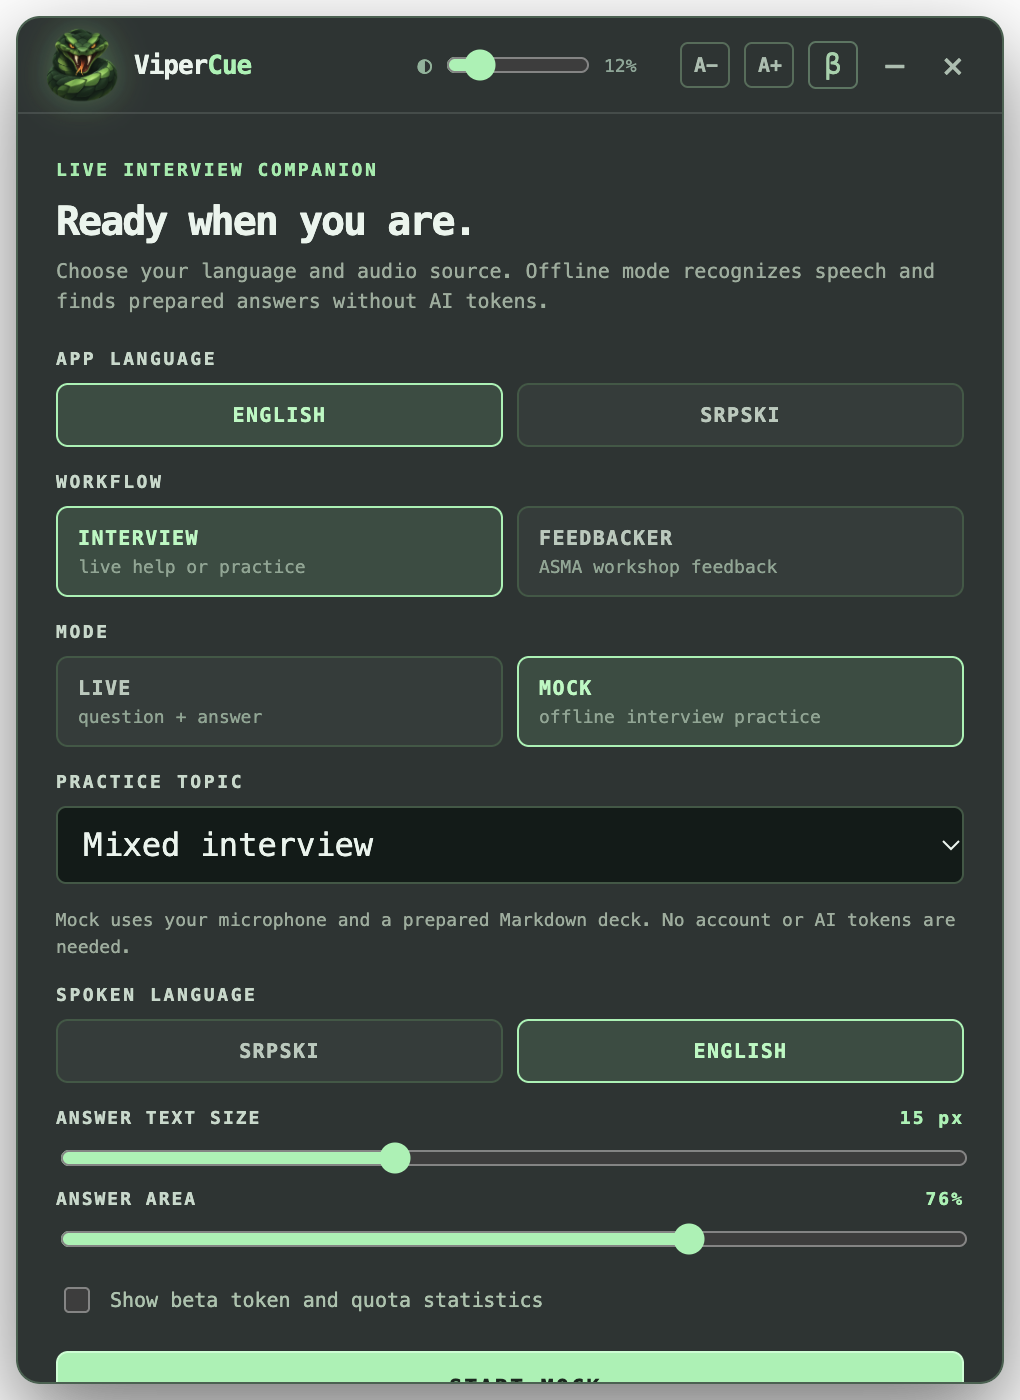 ViperCue
12%
A−
A+
β
LIVE INTERVIEW COMPANION
Ready when you are.
Choose your language and audio source. Offline mode recognizes speech and
finds prepared answers without AI tokens.
APP LANGUAGE
ENGLISH
SRPSKI
WORKFLOW
INTERVIEW
live help or practice
FEEDBACKER
ASMA workshop feedback
MODE
LIVE
question + answer
MOCK
offline interview practice
PRACTICE TOPIC
Mixed interview
Mock uses your microphone and a prepared Markdown deck. No account or AI tokens are
needed.
SPOKEN LANGUAGE
SRPSKI
ENGLISH
ANSWER TEXT SIZE
15 px
ANSWER AREA
76%
Show beta token and quota statistics
START MOCK